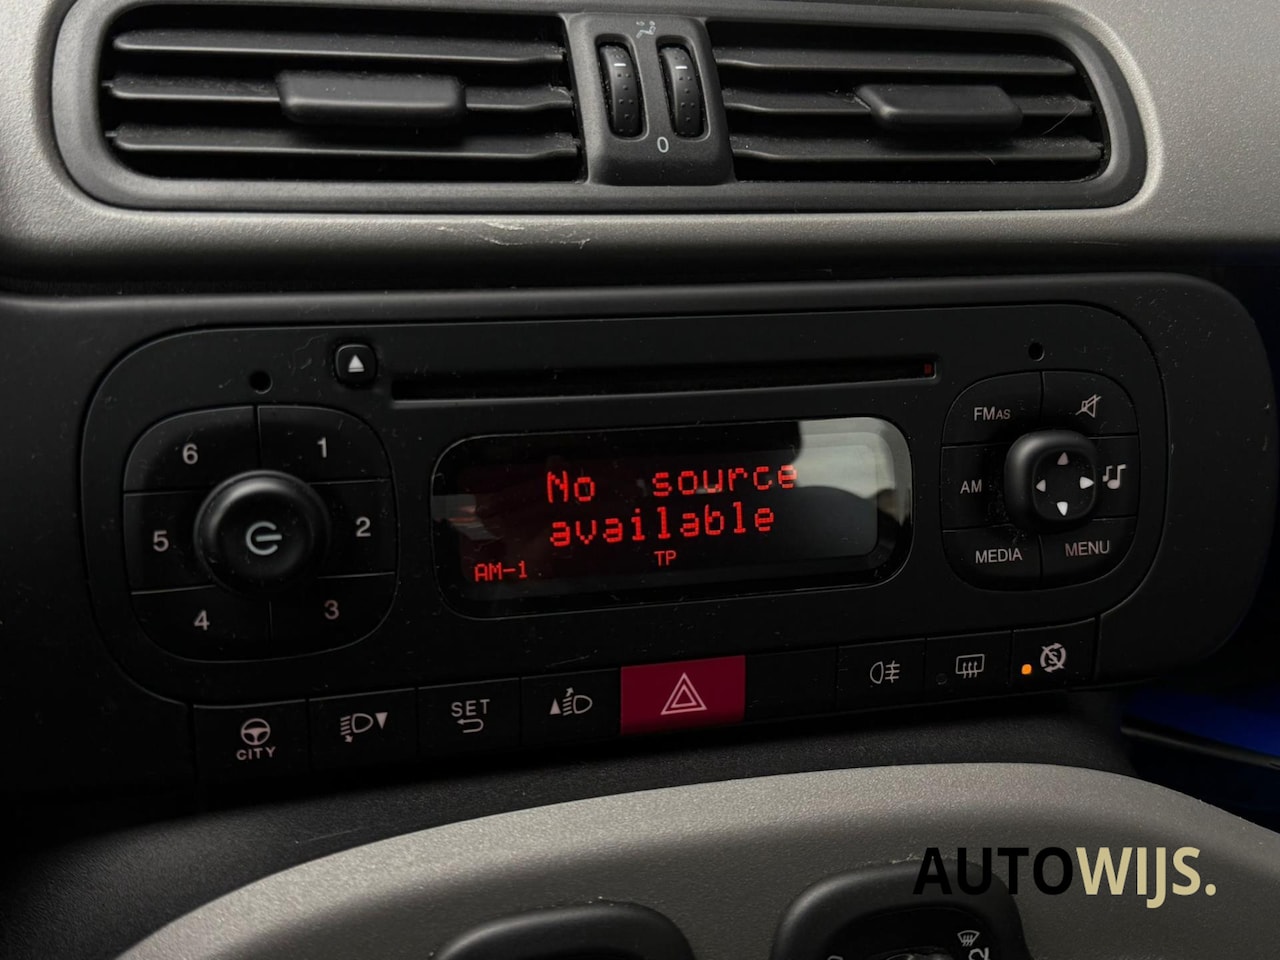 0
6
1
5
2
4
3
No source
available
AM-1
TP
FMAS
AM
MEDIA
MENU
CITY
SET
AUTOWIJS.
2